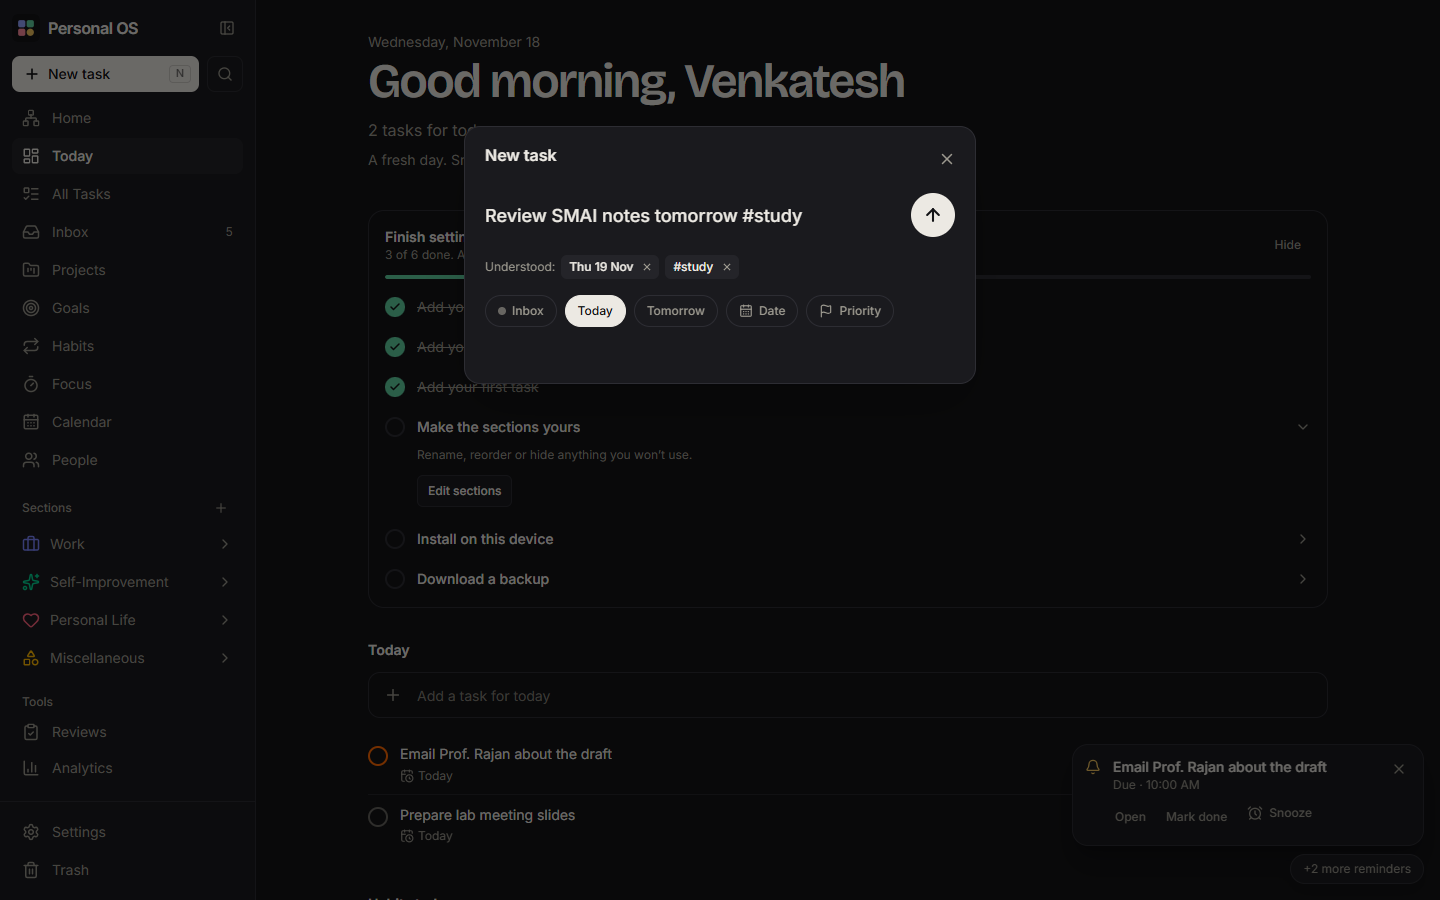 Personal OS
New task
N
Home
Today
All Tasks
Inbox
5
Projects
Goals
Habits
Focus
Calendar
People
Sections
Work
Self-Improvement
Personal Life
Miscellaneous
Tools
Reviews
Analytics
Settings
Trash
Wednesday, November 18
Good morning, Venkatesh
2 tasks for
A fresh day.
New task
Review SMAI notes tomorrow #study
Understood:
Thu 19 Nov
#study
Inbox
Today
Tomorrow
Date
Priority
Finish
3 of 6 done.
Hide
Add
Add
Add your first task
Make the sections yours
Rename, reorder or hide anything you won't use.
Edit sections
Install on this device
Download a backup
Today
Add a task for today
Email Prof. Rajan about the draft
Today
Prepare lab meeting slides
Today
Email Prof. Rajan about the draft
Due · 10:00 AM
Open
Mark done
Snooze
+2 more reminders